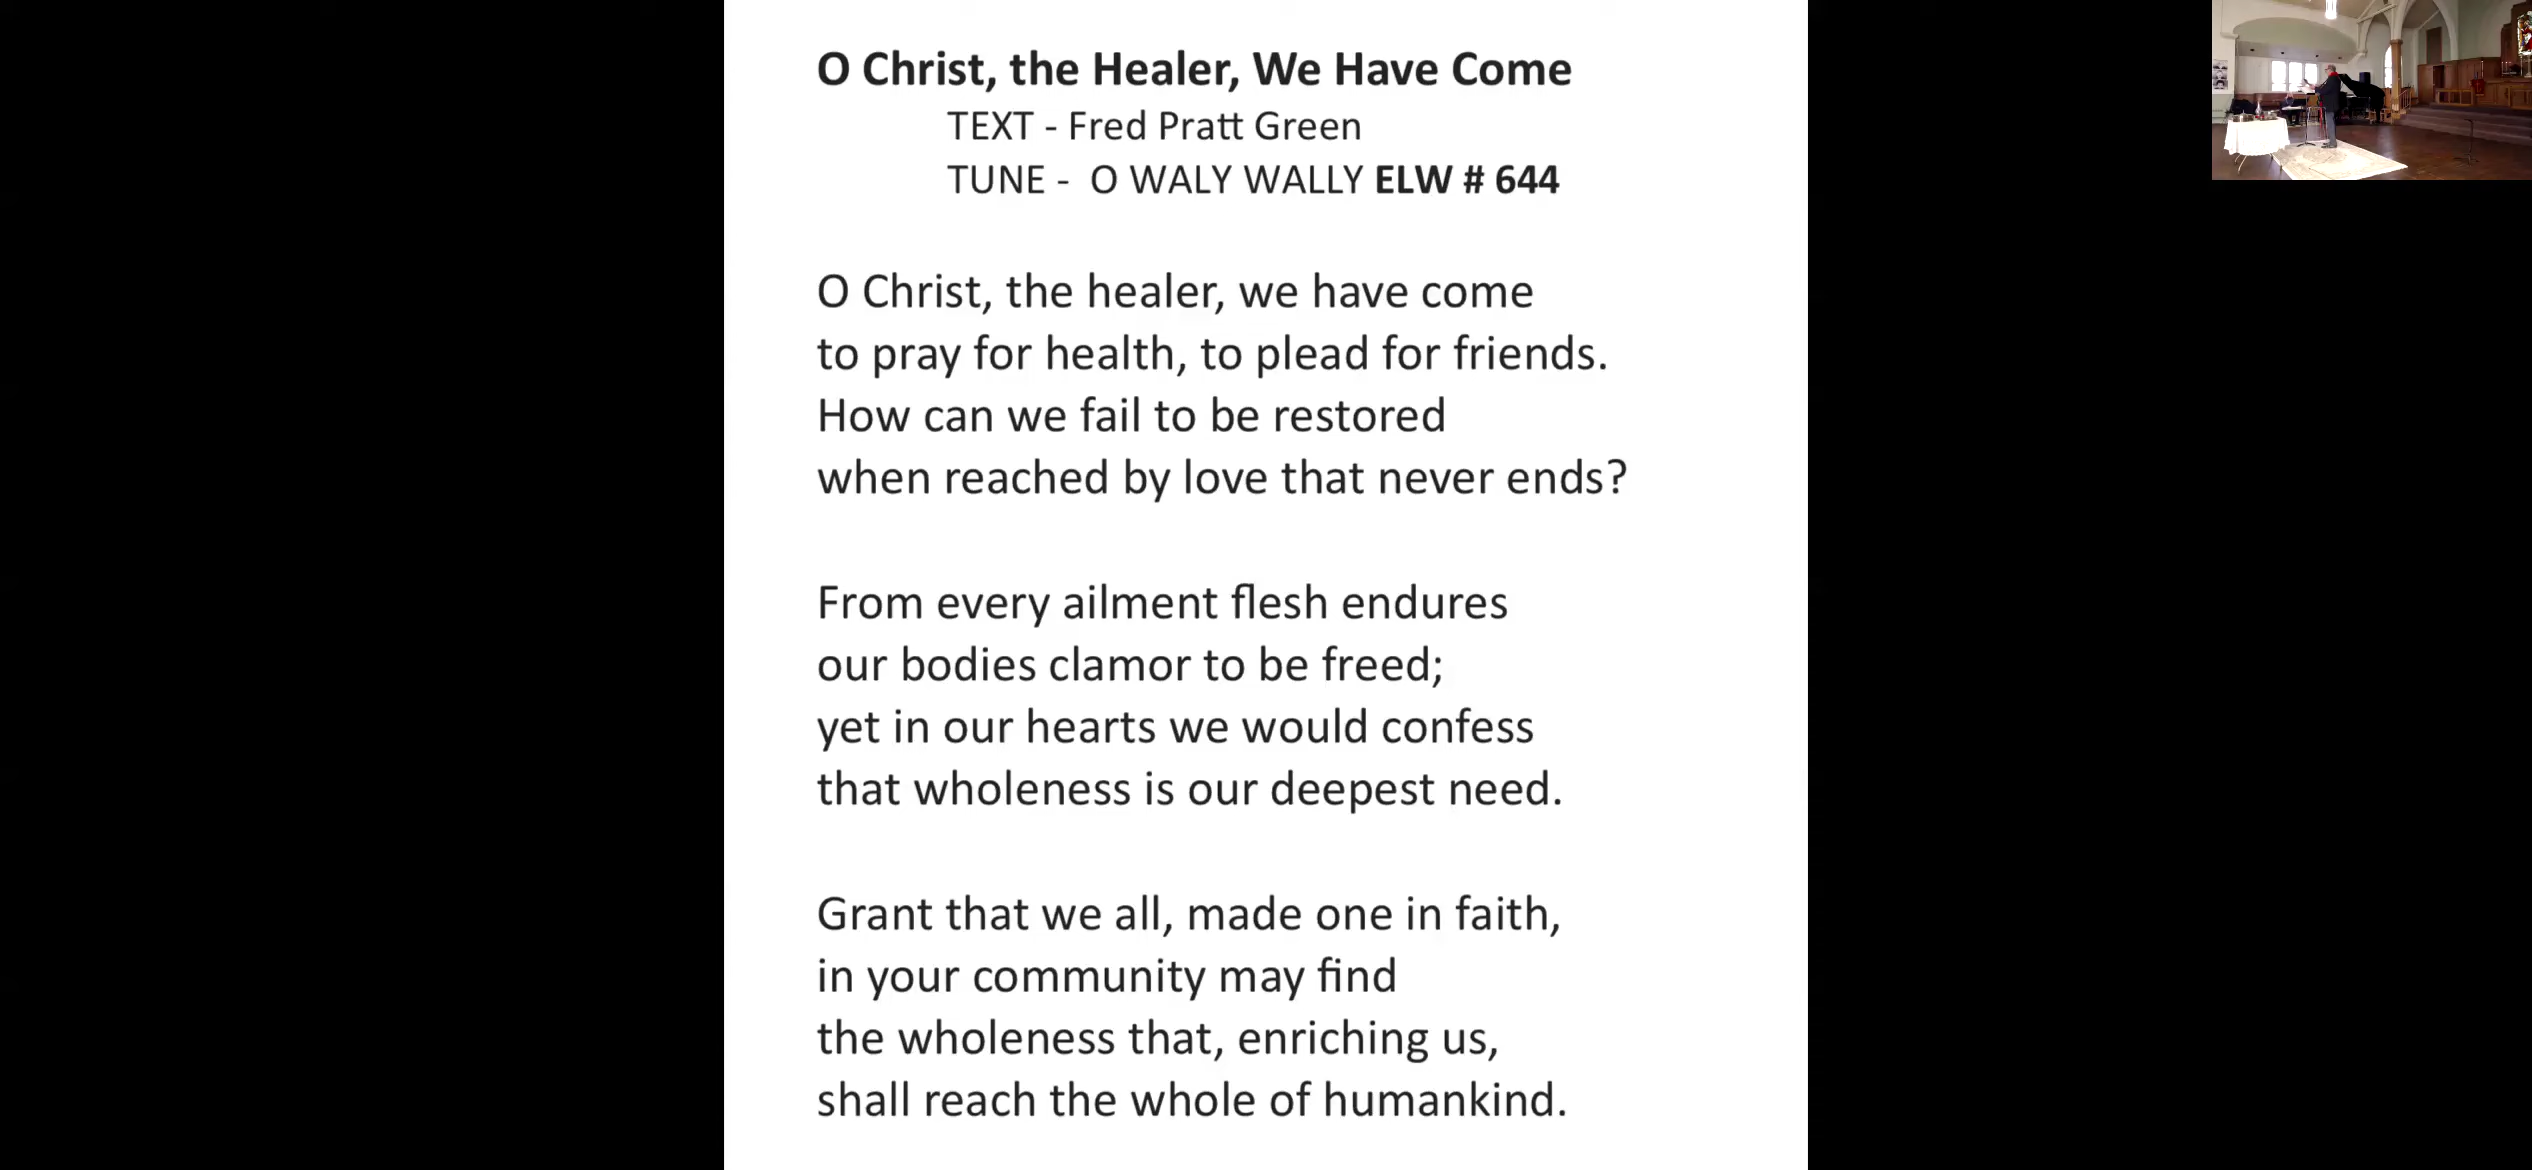 O Christ, the Healer, We Have Come
TEXT - Fred Pratt Green
TUNE - O WALY WALLY ELW # 644
O Christ, the healer, we have come
to pray for health, to plead for friends.
How can we fail to be restored
when reached by love that never ends?
From every ailment flesh endures
our bodies clamor to be freed;
yet in our hearts we would confess
that wholeness is our deepest need.
Grant that we all, made one in faith,
in your community may find
the wholeness that, enriching us,
shall reach the whole of humankind.